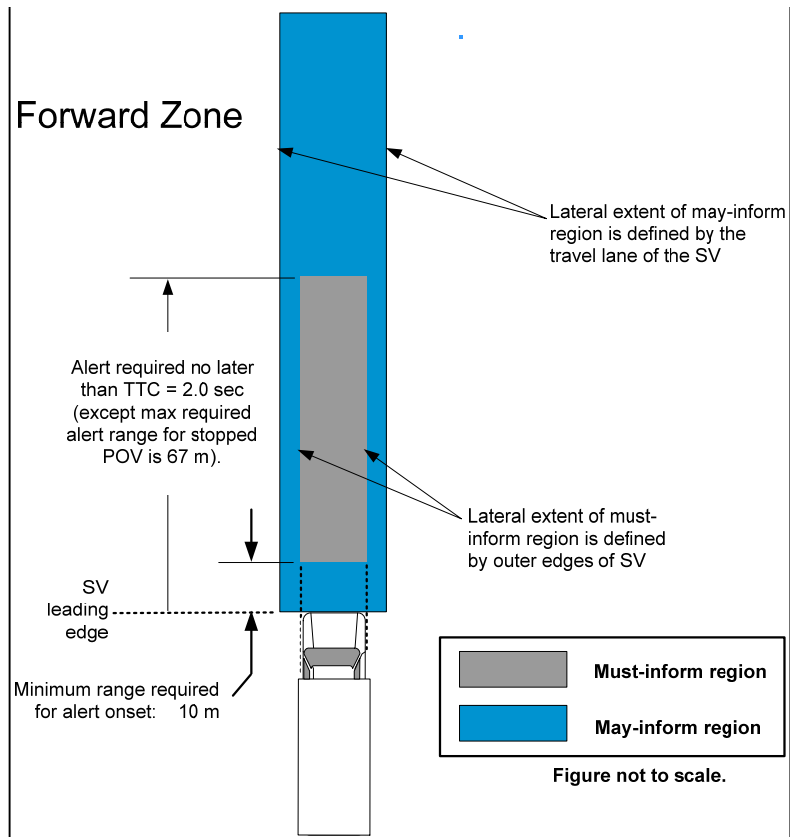 Forward Zone
Lateral extent of may-inform
region is defined by the
travel lane of the SV
Alert required no later
than TTC = 2.0 sec
(except max required
alert range for stopped
POV is 67 m).
Lateral extent of must-
inform region is defined
by outer edges of SV
SV
leading
edge
Minimum range required
for alert onset: 10 m
Must-inform region
May-inform region
Figure not to scale.